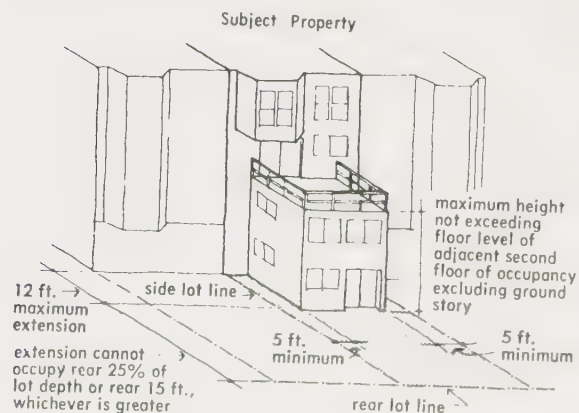 Subject Property
maximum height
not exceeding
floor level of
adjacent second
floor of occupancy
excluding ground
story
12 ft. →
maximum
extension
side lot line →
5 ft.
minimum
5 ft.
minimum
extension cannot →
occupy rear 25% of
lot depth or rear 15 ft.,
whichever is greater
rear lot line